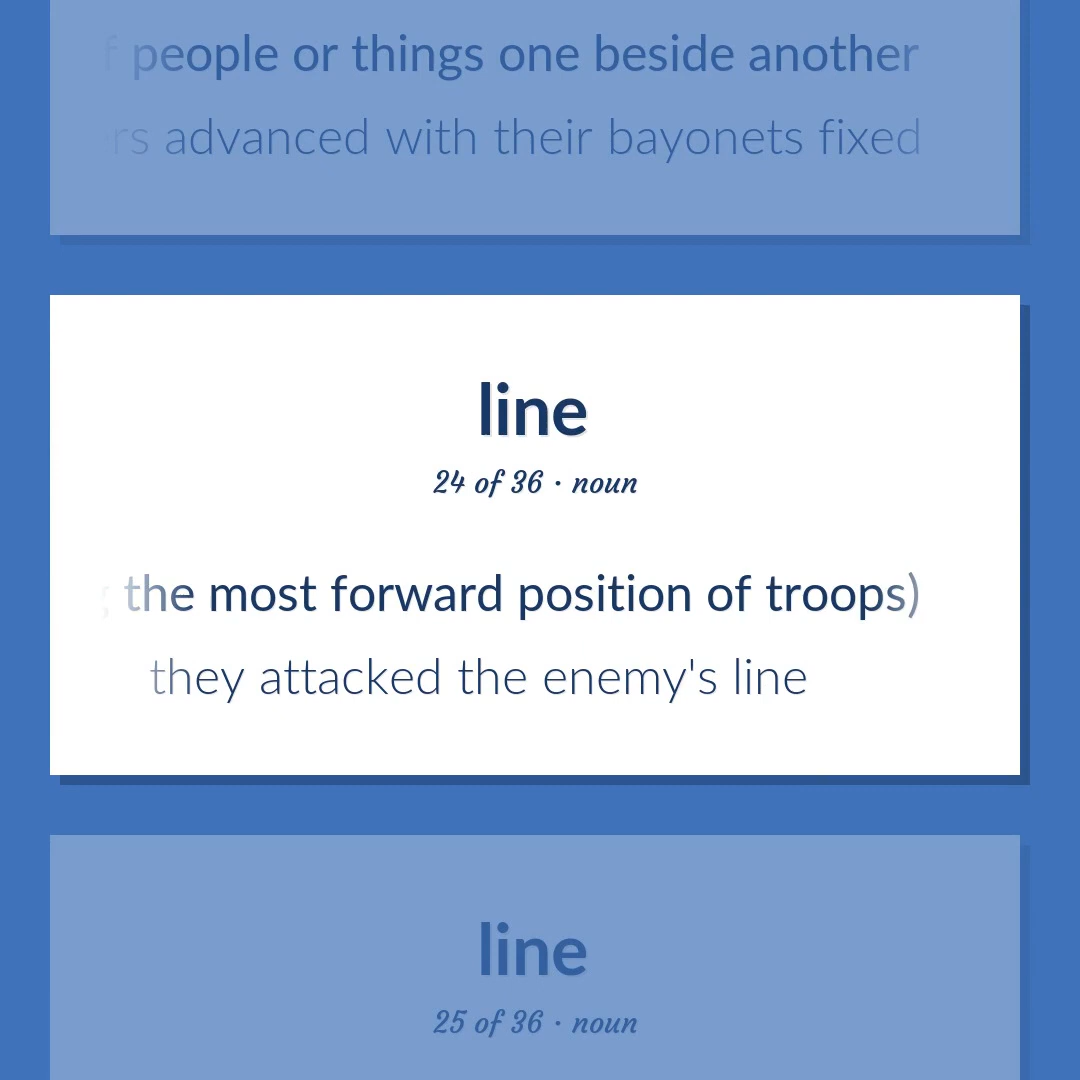 people or things one beside another
advanced with their bayonets fixed
line
24 of 36 · noun
the most forward position of troops)
they attacked the enemy's line
line
25 of 36 · noun